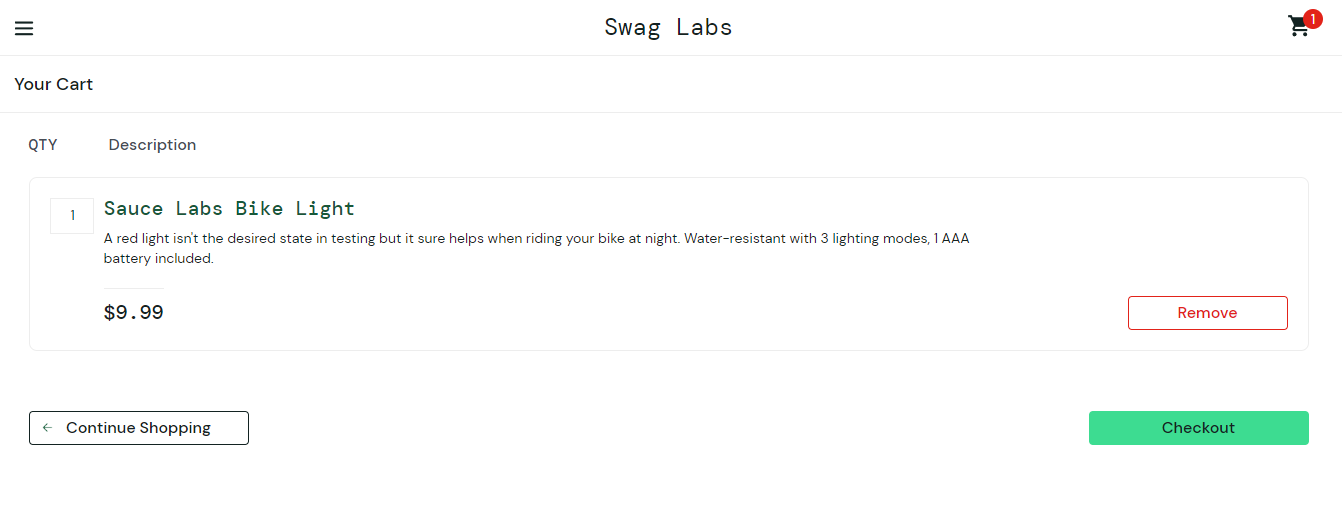 Swag Labs
1
Your Cart
QTY
Description
1
Sauce Labs Bike Light
A red light isn't the desired state in testing but it sure helps when riding your bike at night. Water-resistant with 3 lighting modes, 1 AAA
battery included.
$9.99
Remove
Continue Shopping
Checkout